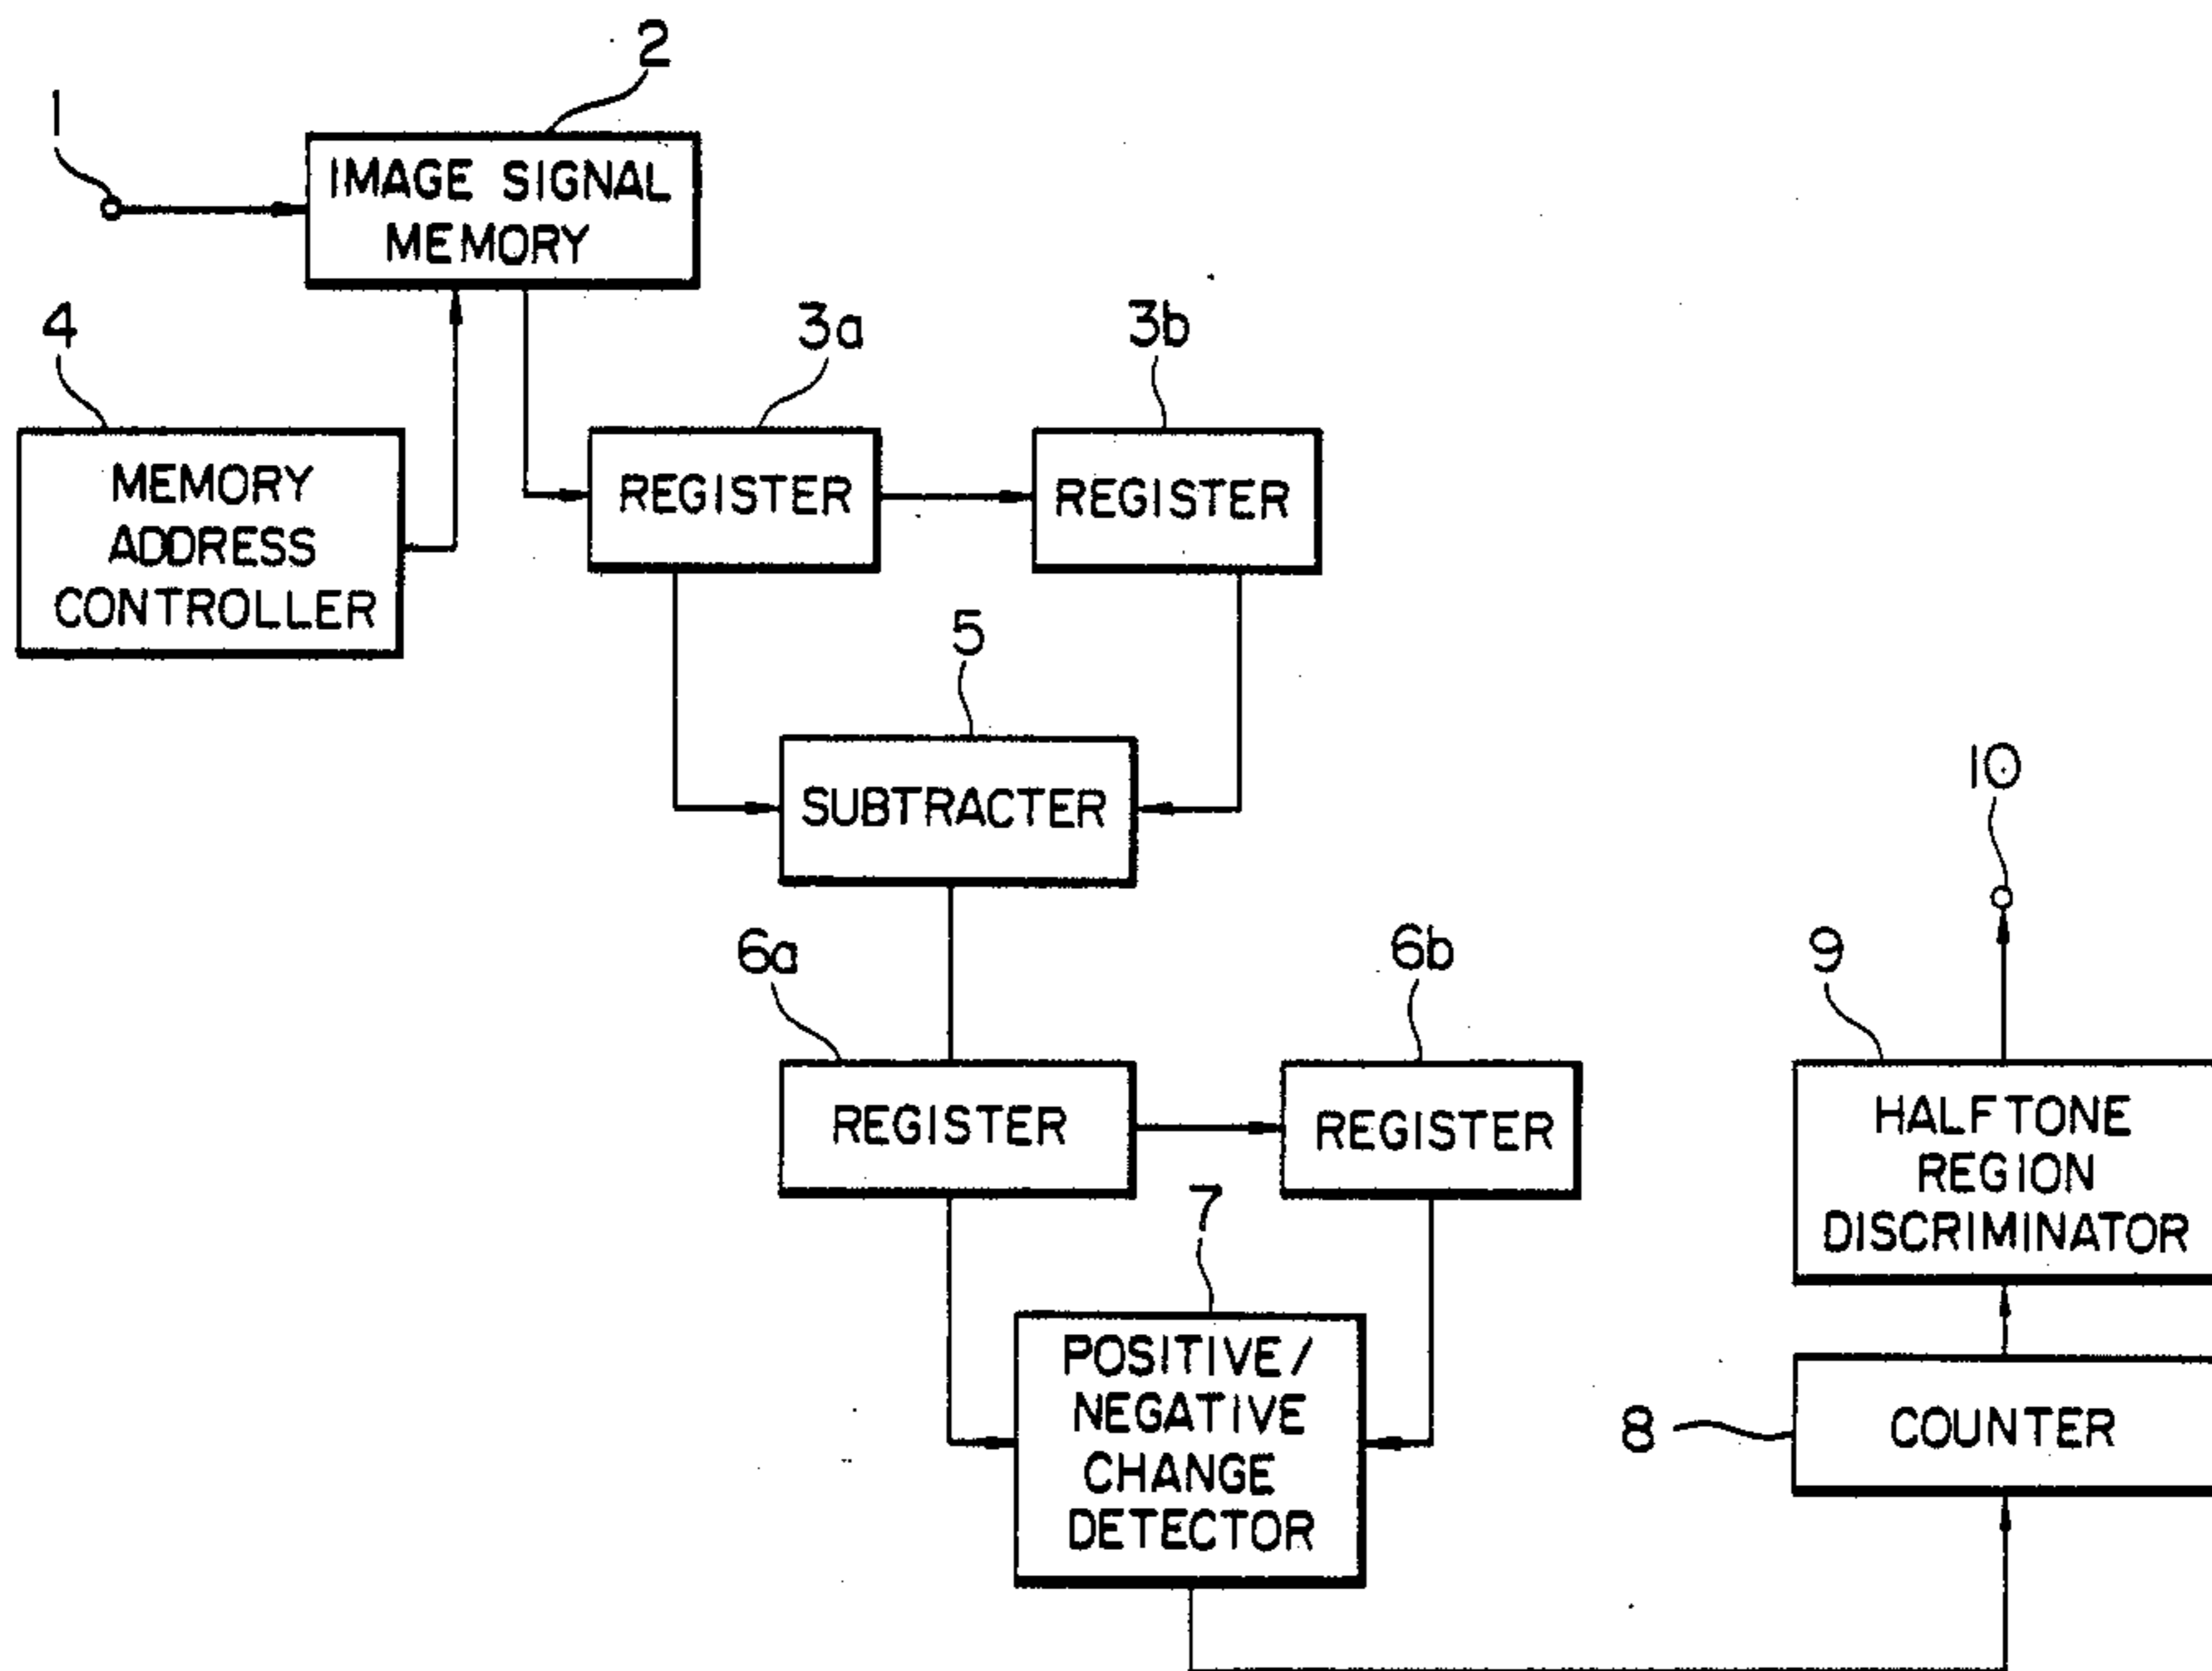 2
1
IMAGE SIGNAL
MEMORY
4
3a
3b
MEMORY
ADDRESS
CONTROLLER
REGISTER
REGISTER
5
SUBTRACTER
10
6a
6b
9
REGISTER
REGISTER
HALFTONE
REGION
DISCRIMINATOR
7
POSITIVE/
NEGATIVE
CHANGE
DETECTOR
8
COUNTER